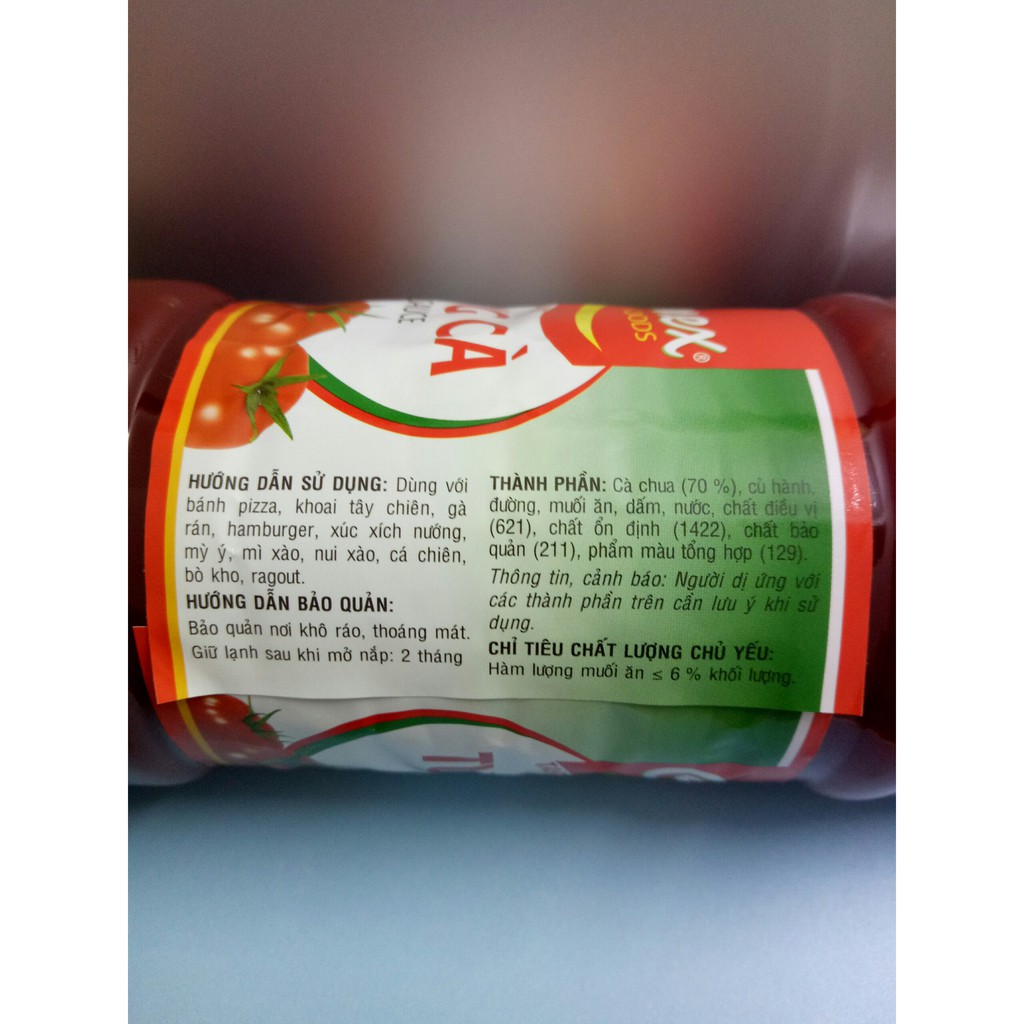 CÀ
FOODS
®
HƯỚNG DẪN SỬ DỤNG: Dùng với
bánh pizza, khoai tây chiên, gà
rán, hamburger, xúc xích nướng,
mỳ ý, mì xào, nui xào, cá chiên,
bò kho, ragout.
HƯỚNG DẪN BẢO QUẢN:
Bảo quản nơi khô ráo, thoáng mát.
Giữ lạnh sau khi mở nắp: 2 tháng
THÀNH PHẦN: Cà chua (70 %), củ hành,
đường, muối ăn, dấm, nước, chất điều vị
(621), chất ổn định (1422), chất bảo
quản (211), phẩm màu tổng hợp (129).
Thông tin, cảnh báo: Người dị ứng với
các thành phần trên cần lưu ý khi sử
dụng.
CHỈ TIÊU CHẤT LƯỢNG CHỦ YẾU:
Hàm lượng muối ăn ≤ 6 % khối lượng.